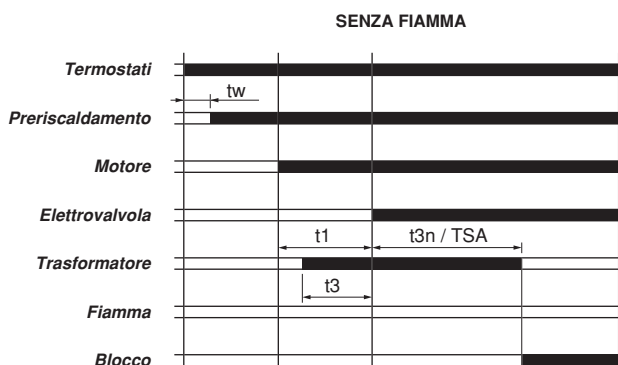 SENZA FIAMMA
Termostati
tw
Preriscaldamento
Motore
Elettrovalvola
t1
t3n / TSA
Trasformatore
t3
Fiamma
Blocco